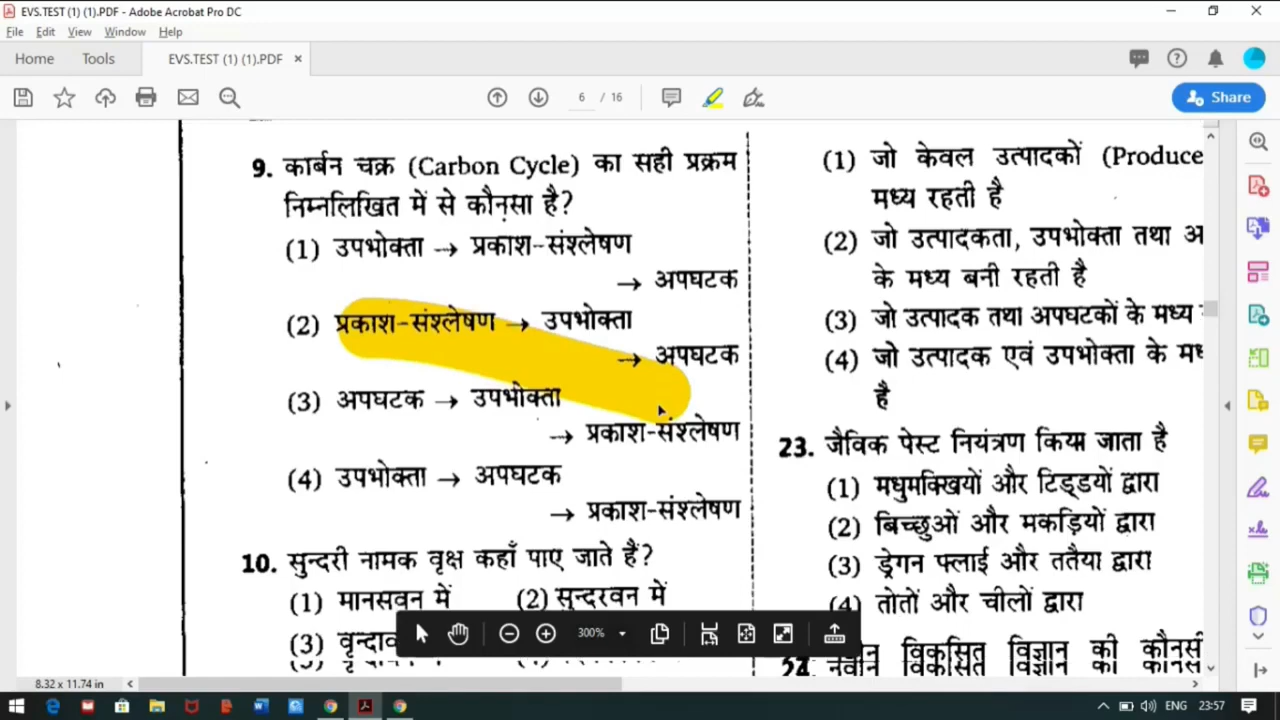 EVS.TEST (1) (1).PDF - Adobe Acrobat Pro DC
File Edit View Window Help
Home Tools EVS.TEST (1) (1).PDF ×
6 / 16
Share
9. कार्बन चक्र (Carbon Cycle) का सही प्रक्रम
निम्नलिखित में से कौनसा है?
(1) उपभोक्ता → प्रकाश-संश्लेषण
→ अपघटक
(2) प्रकाश-संश्लेषण → उपभोक्ता
→ अपघटक
(3) अपघटक → उपभोक्ता
→ प्रकाश-संश्लेषण
(4) उपभोक्ता → अपघटक
→ प्रकाश-संश्लेषण
10. सुन्दरी नामक वृक्ष कहाँ पाए जाते हैं?
(1) मानसवन में (2) सुन्दरवन में
(3)
(1) जो केवल उत्पादकों (Produce
मध्य रहती है
(2) जो उत्पादकता, उपभोक्ता तथा अ
के मध्य बनी रहती है
(3) जो उत्पादक तथा अपघटकों के मध्य
(4) जो उत्पादक एवं उपभोक्ता के मध
है
23. जैविक पेस्ट नियंत्रण किया जाता है
(1) मधुमक्खियों और टिड्डयों द्वारा
(2) बिच्छुओं और मकड़ियों द्वारा
(3) ड्रेगन फ्लाई और ततैया द्वारा
(4) तोतों और चीलों द्वारा
24. नवीन विकसित विज्ञान की कौनसी
300%
8.32 x 11.74 in
ENG 23:57